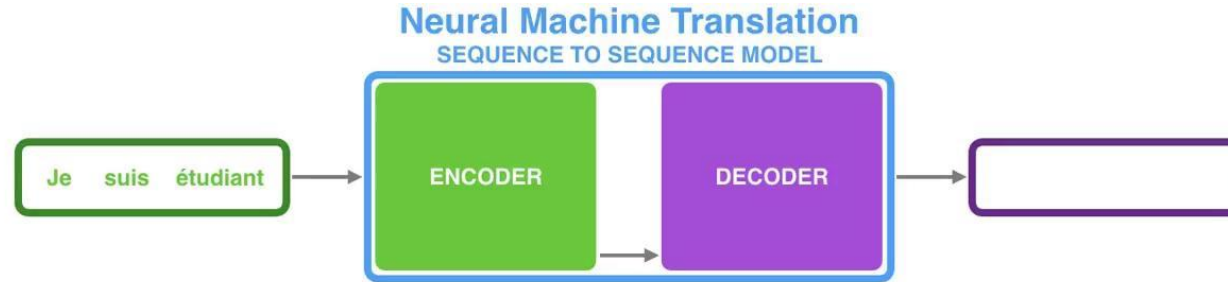 Neural Machine Translation
SEQUENCE TO SEQUENCE MODEL
Je suis étudiant
ENCODER
DECODER